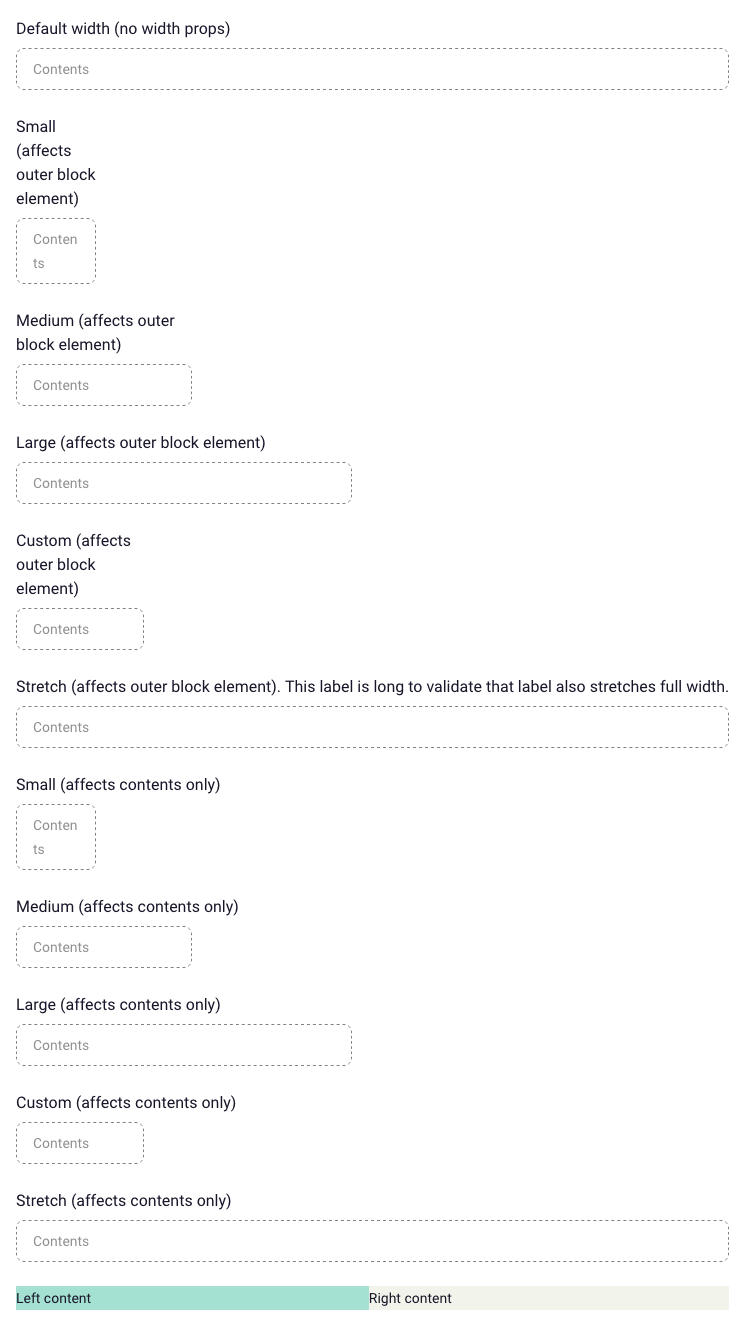 Default width (no width props)
Contents
Small
(affects
outer block
element)
Conten
ts
Medium (affects outer
block element)
Contents
Large (affects outer block element)
Contents
Custom (affects
outer block
element)
Contents
Stretch (affects outer block element). This label is long to validate that label also stretches full width.
Contents
Small (affects contents only)
Conten
ts
Medium (affects contents only)
Contents
Large (affects contents only)
Contents
Custom (affects contents only)
Contents
Stretch (affects contents only)
Contents
Left content
Right content